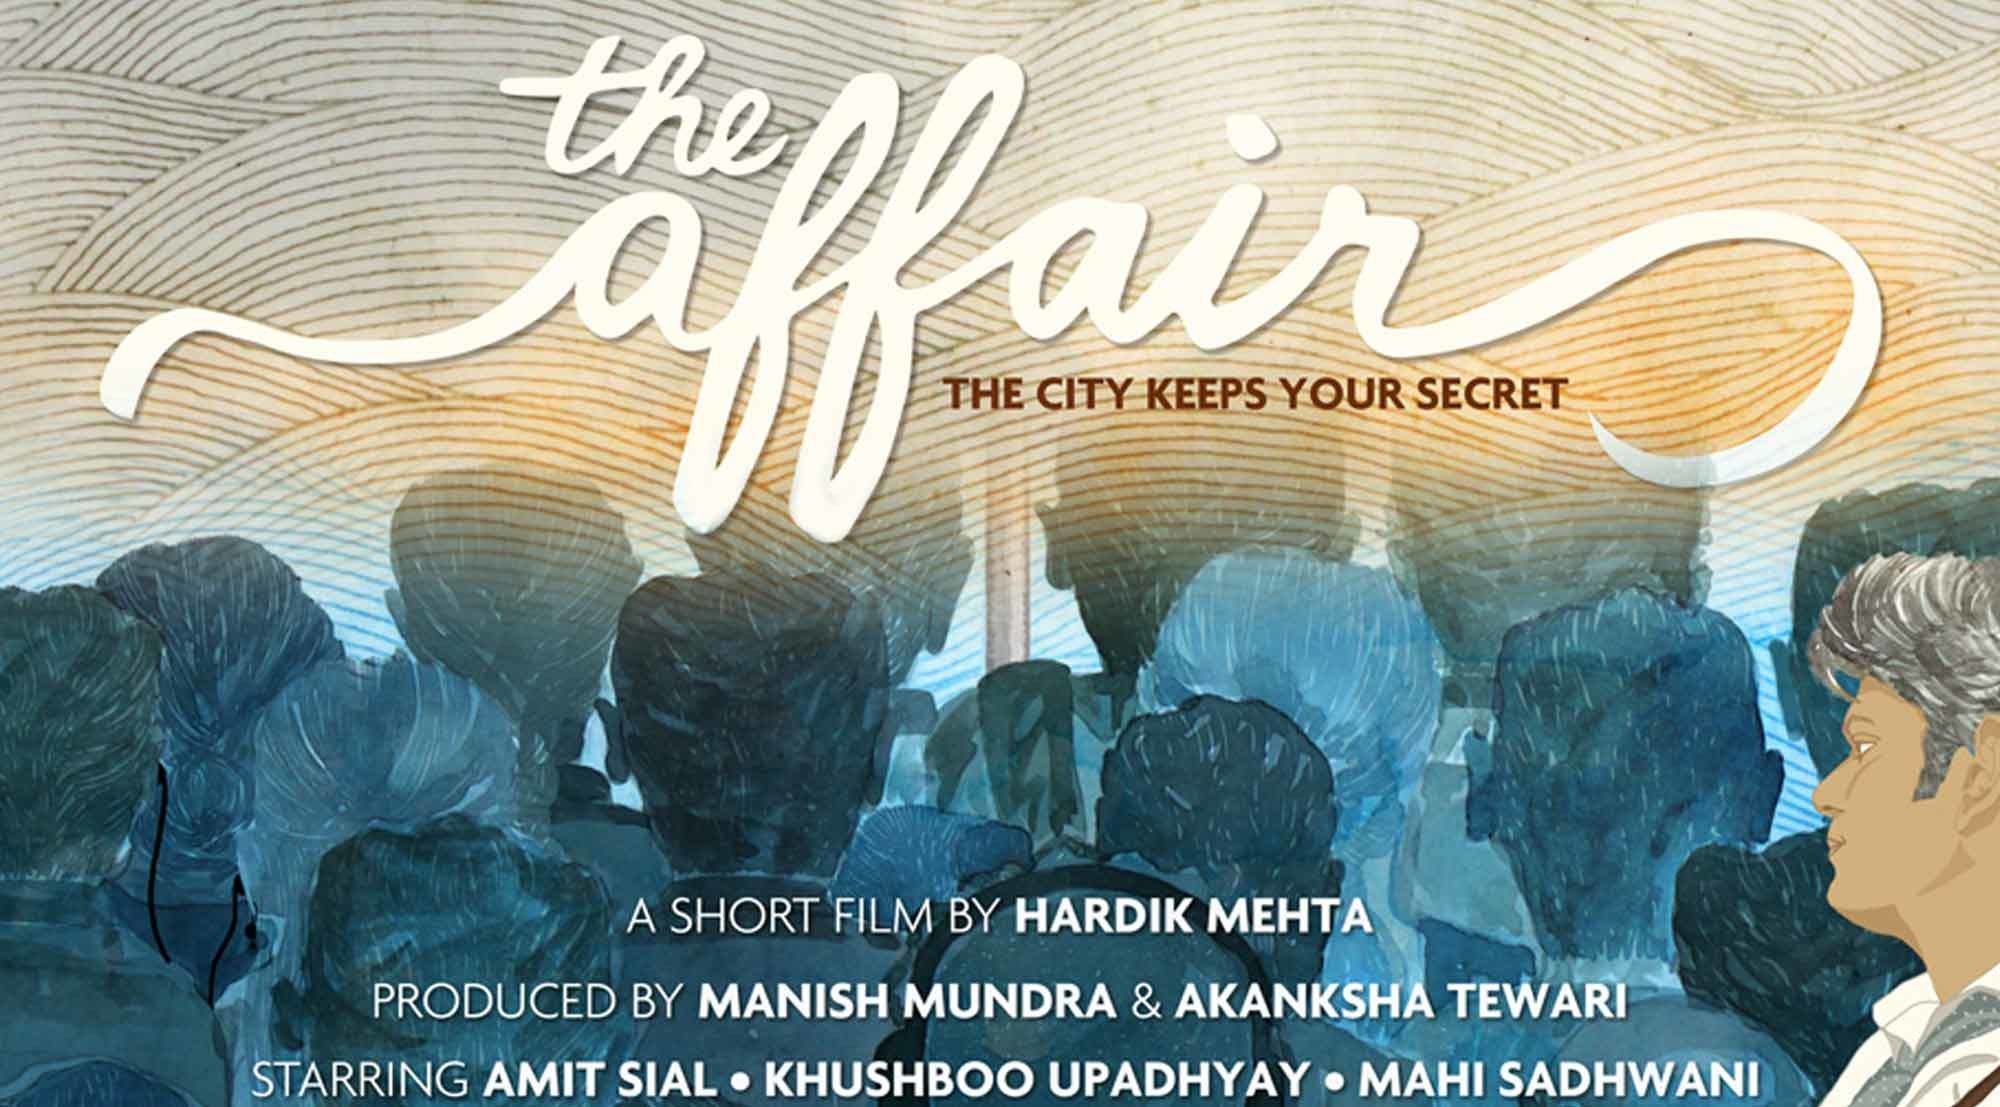 the
affair
THE CITY KEEPS YOUR SECRET
A SHORT FILM BY HARDIK MEHTA
PRODUCED BY MANISH MUNDRA & AKANKSHA TEWARI
STARRING AMIT SIAL • KHUSHBOO UPADHYAY • MAHI SADHWANI